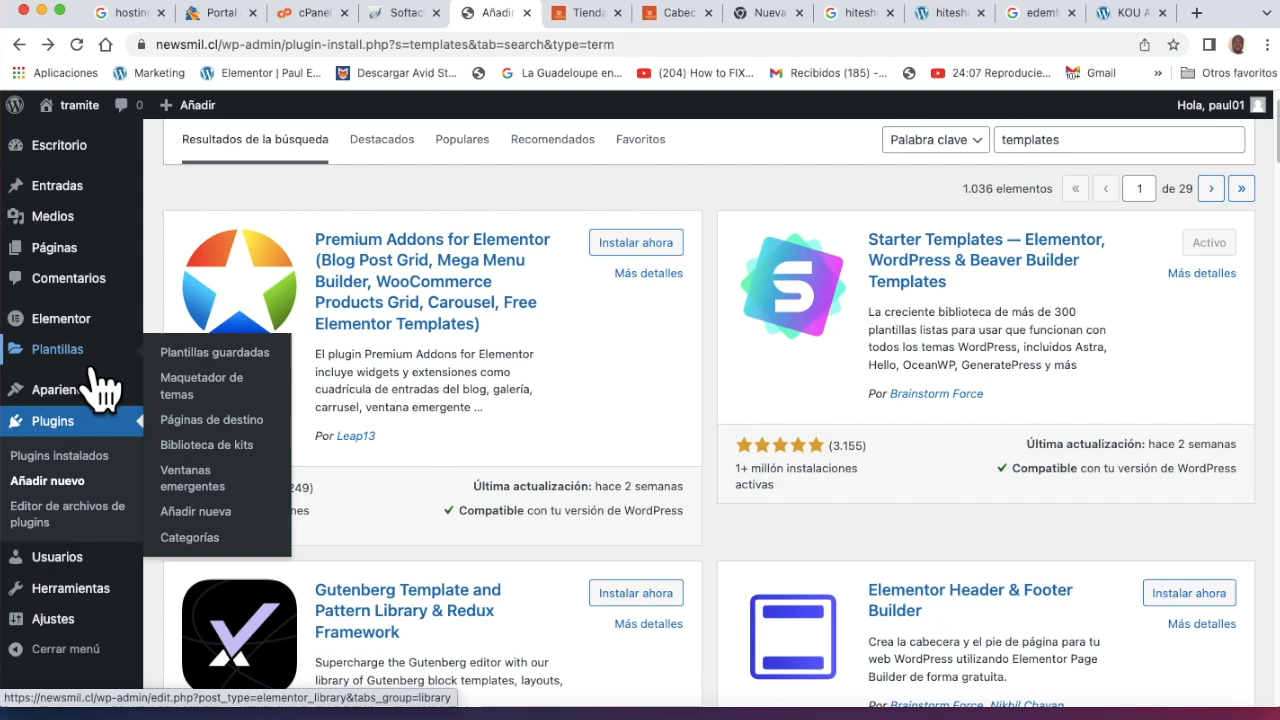 hosting
Portal
cPanel
Softac
Añadir
Tienda
Cabec
Nueva
hitesh
hitesh
edemf
KOU A
newsmil.cl/wp-admin/plugin-install.php?s=templates&tab=search&type=term
Aplicaciones
Marketing
Elementor | Paul E...
Descargar Avid St...
La Guadeloupe en...
(204) How to FIX...
Recibidos (185) -...
24:07 Reproducie...
Gmail
»
Otros favoritos
tramite
0
Añadir
Hola, paul01
Escritorio
Entradas
Medios
Páginas
Comentarios
Elementor
Plantillas
Plugins
Plugins instalados
Añadir nuevo
Editor de archivos de
plugins
Usuarios
Herramientas
Ajustes
Cerrar menú
Plantillas guardadas
Maquetador de
temas
Páginas de destino
Biblioteca de kits
Ventanas
emergentes
Añadir nueva
Categorías
Resultados de la búsqueda
Destacados
Populares
Recomendados
Favoritos
Palabra clave
templates
1.036 elementos
«
‹
1
de 29
›
»
Premium Addons for Elementor
(Blog Post Grid, Mega Menu
Builder, WooCommerce
Products Grid, Carousel, Free
Elementor Templates)
Instalar ahora
Más detalles
El plugin Premium Addons for Elementor
incluye widgets y extensiones como
cuadrícula de entradas del blog, galería,
carrusel, ventana emergente ...
Por Leap13
249)
nes
Última actualización: hace 2 semanas
✔ Compatible con tu versión de WordPress
Starter Templates — Elementor,
WordPress & Beaver Builder
Templates
Activo
Más detalles
La creciente biblioteca de más de 300
plantillas listas para usar que funcionan con
todos los temas WordPress, incluidos Astra,
Hello, OceanWP, GeneratePress y más
Por Brainstorm Force
(3.155)
1+ millón instalaciones
activas
Última actualización: hace 2 semanas
✔ Compatible con tu versión de WordPress
Gutenberg Template and
Pattern Library & Redux
Framework
Instalar ahora
Más detalles
Supercharge the Gutenberg editor with our
library of Gutenberg block templates, layouts,
Elementor Header & Footer
Builder
Instalar ahora
Más detalles
Crea la cabecera y el pie de página para tu
web WordPress utilizando Elementor Page
Builder de forma gratuita.
Por Brainstorm Force, Nikhil Chavan
https://newsmil.cl/wp-admin/edit.php?post_type=elementor_library&tabs_group=library